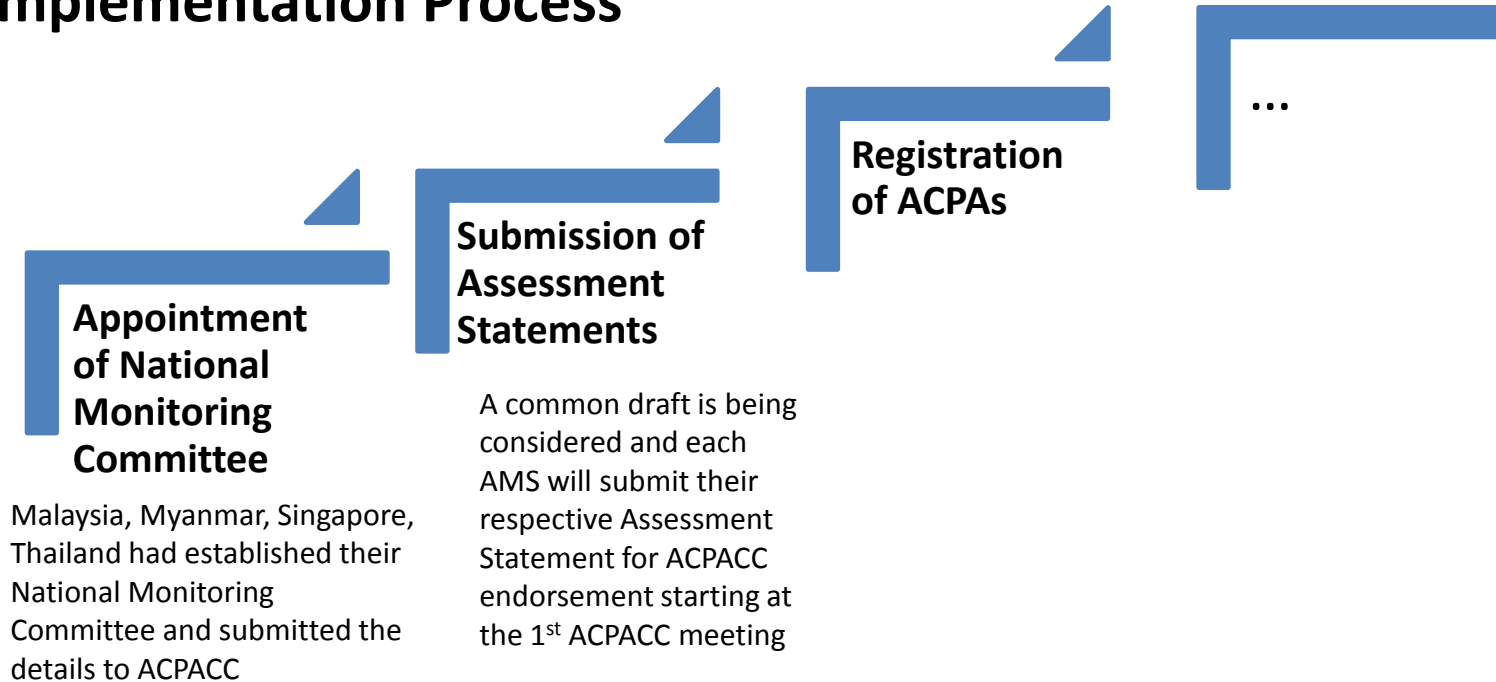 mplementation Process
Appointment
of National
Monitoring
Committee
Malaysia, Myanmar, Singapore,
Thailand had established their
National Monitoring
Committee and submitted the
details to ACPACC
Submission of
Assessment
Statements
A common draft is being
considered and each
AMS will submit their
respective Assessment
Statement for ACPACC
endorsement starting at
the 1st ACPACC meeting
Registration
of ACPAs
...